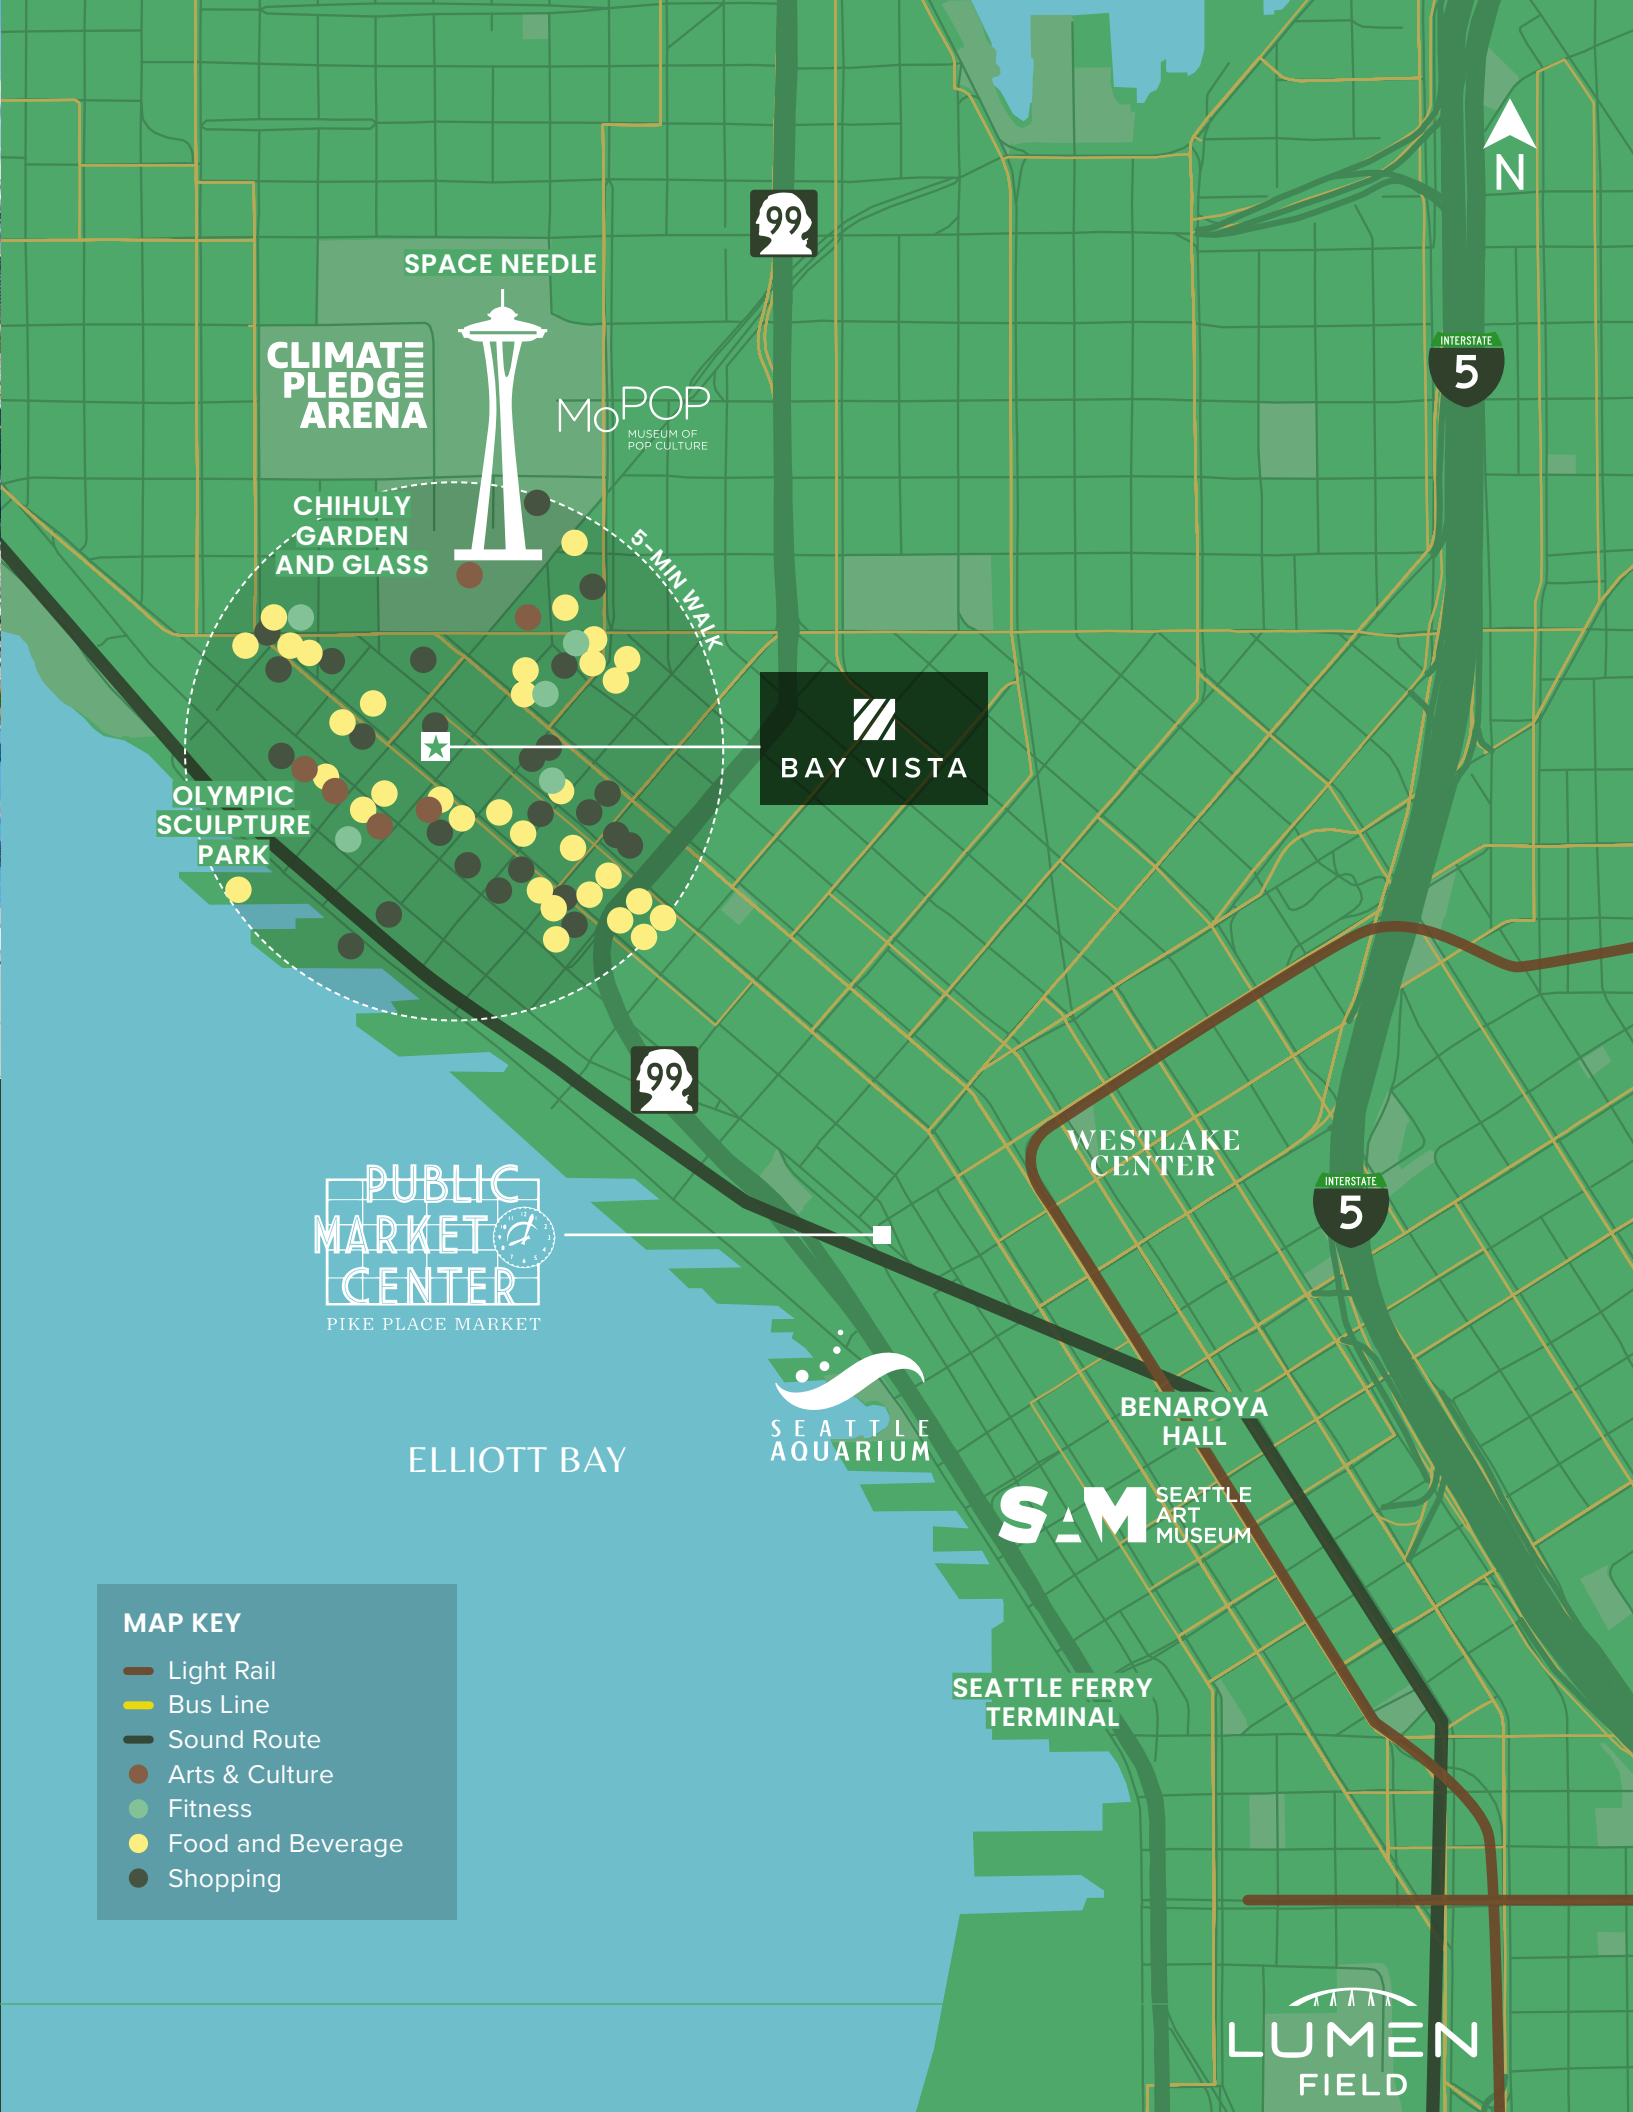 N
99
SPACE NEEDLE
INTERSTATE
5
CLIMATE
PLEDGE
ARENA
MoPOP
MUSEUM OF
POP CULTURE
CHIHULY
GARDEN
AND GLASS
5-MIN WALK
BAY VISTA
OLYMPIC
SCULPTURE
PARK
99
WESTLAKE
CENTER
INTERSTATE
5
PUBLIC
MARKET
CENTER
PIKE PLACE MARKET
SEATTLE
AQUARIUM
BENAROYA
HALL
ELLIOTT BAY
SAM
SEATTLE
ART
MUSEUM
SEATTLE FERRY
TERMINAL
MAP KEY
Light Rail
Bus Line
Sound Route
Arts & Culture
Fitness
Food and Beverage
Shopping
LUMEN
FIELD